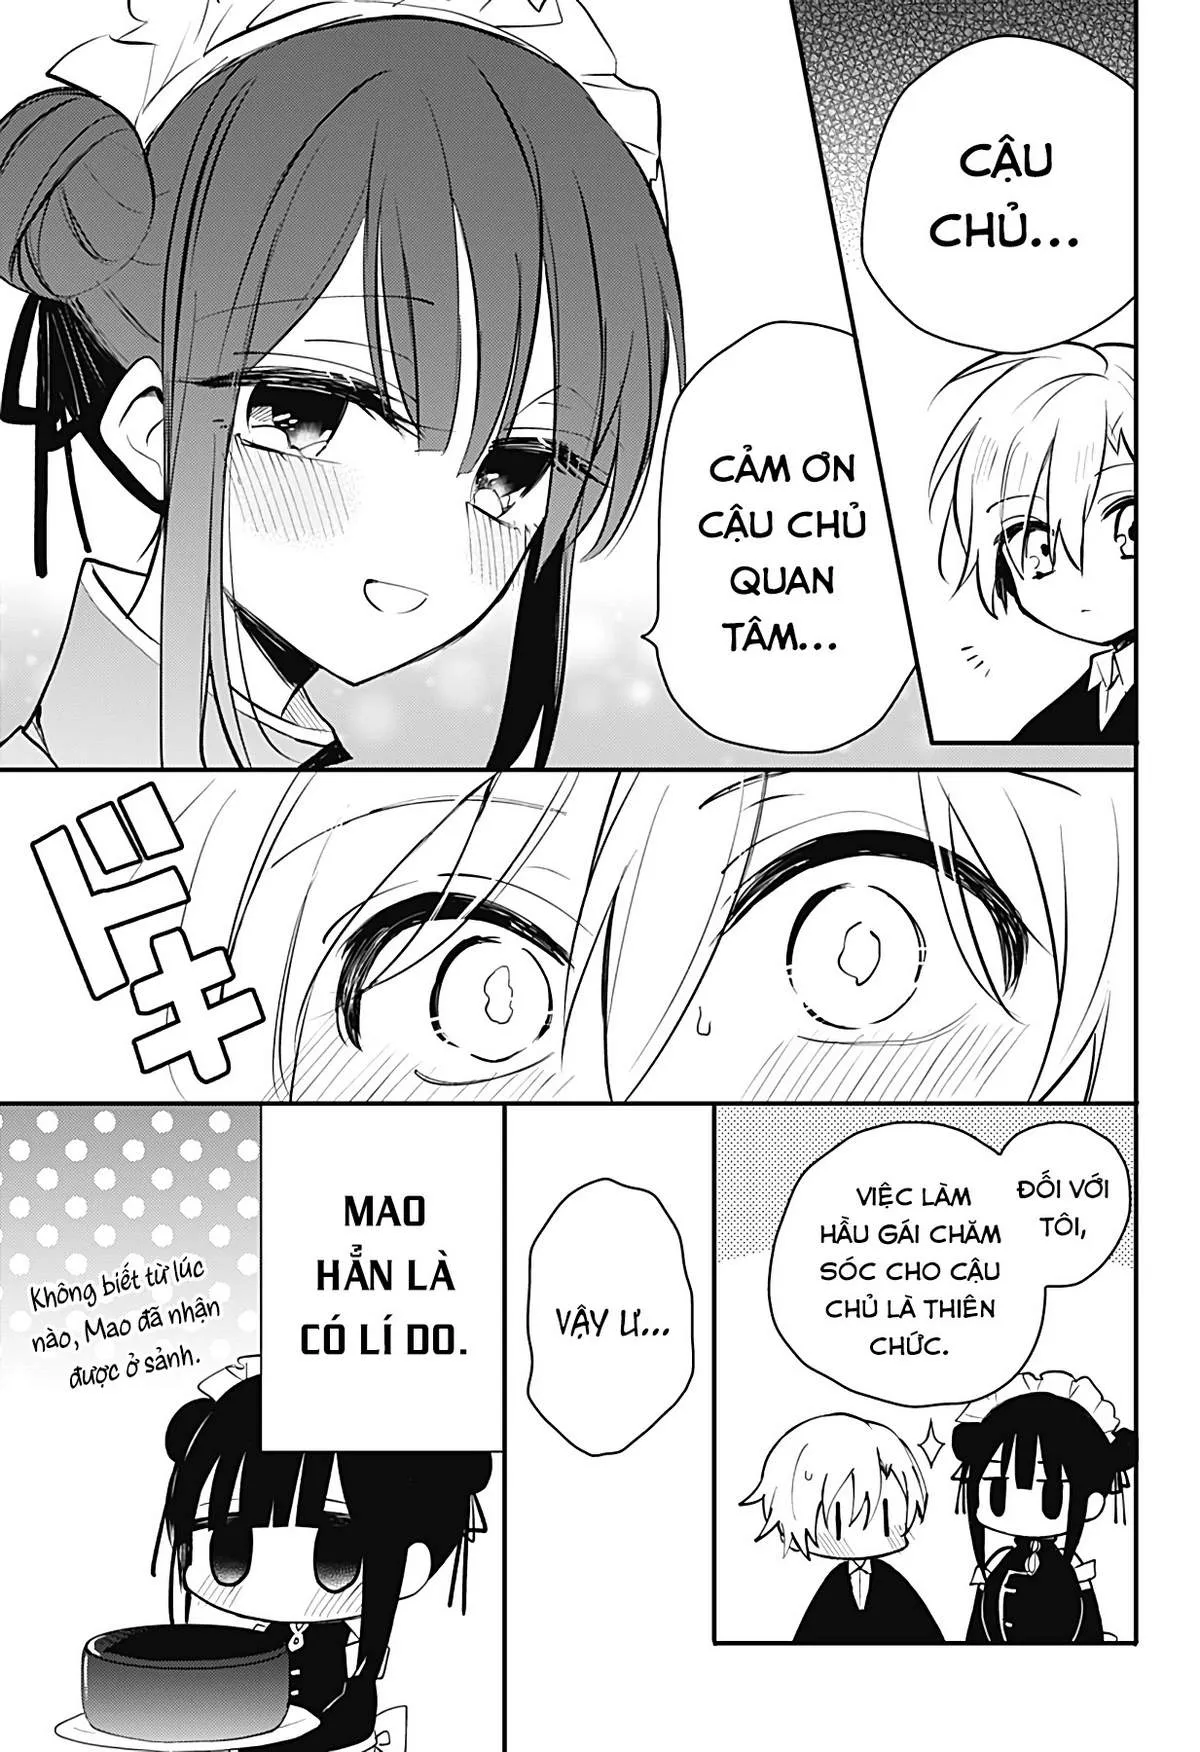 CẬU
CHỦ...
CẢM ƠN
CẬU CHỦ
QUAN
TÂM...
ドキ
ĐỐI VỚI
TÔI,
VIỆC LÀM
HẦU GÁI CHĂM
SÓC CHO CẬU
CHỦ LÀ THIÊN
CHỨC.
VẬY Ư...
MAO
HẲN LÀ
CÓ LÍ DO.
Không biết từ lúc
nào, Mao đã nhận
được ở sảnh.